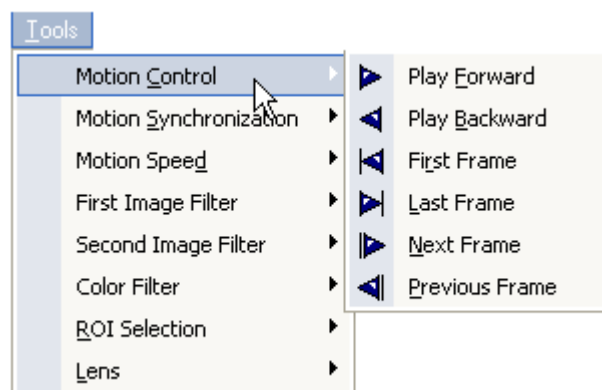 Tools
Motion Control
Motion Synchronization
Motion Speed
First Image Filter
Second Image Filter
Color Filter
ROI Selection
Lens
Play Forward
Play Backward
First Frame
Last Frame
Next Frame
Previous Frame